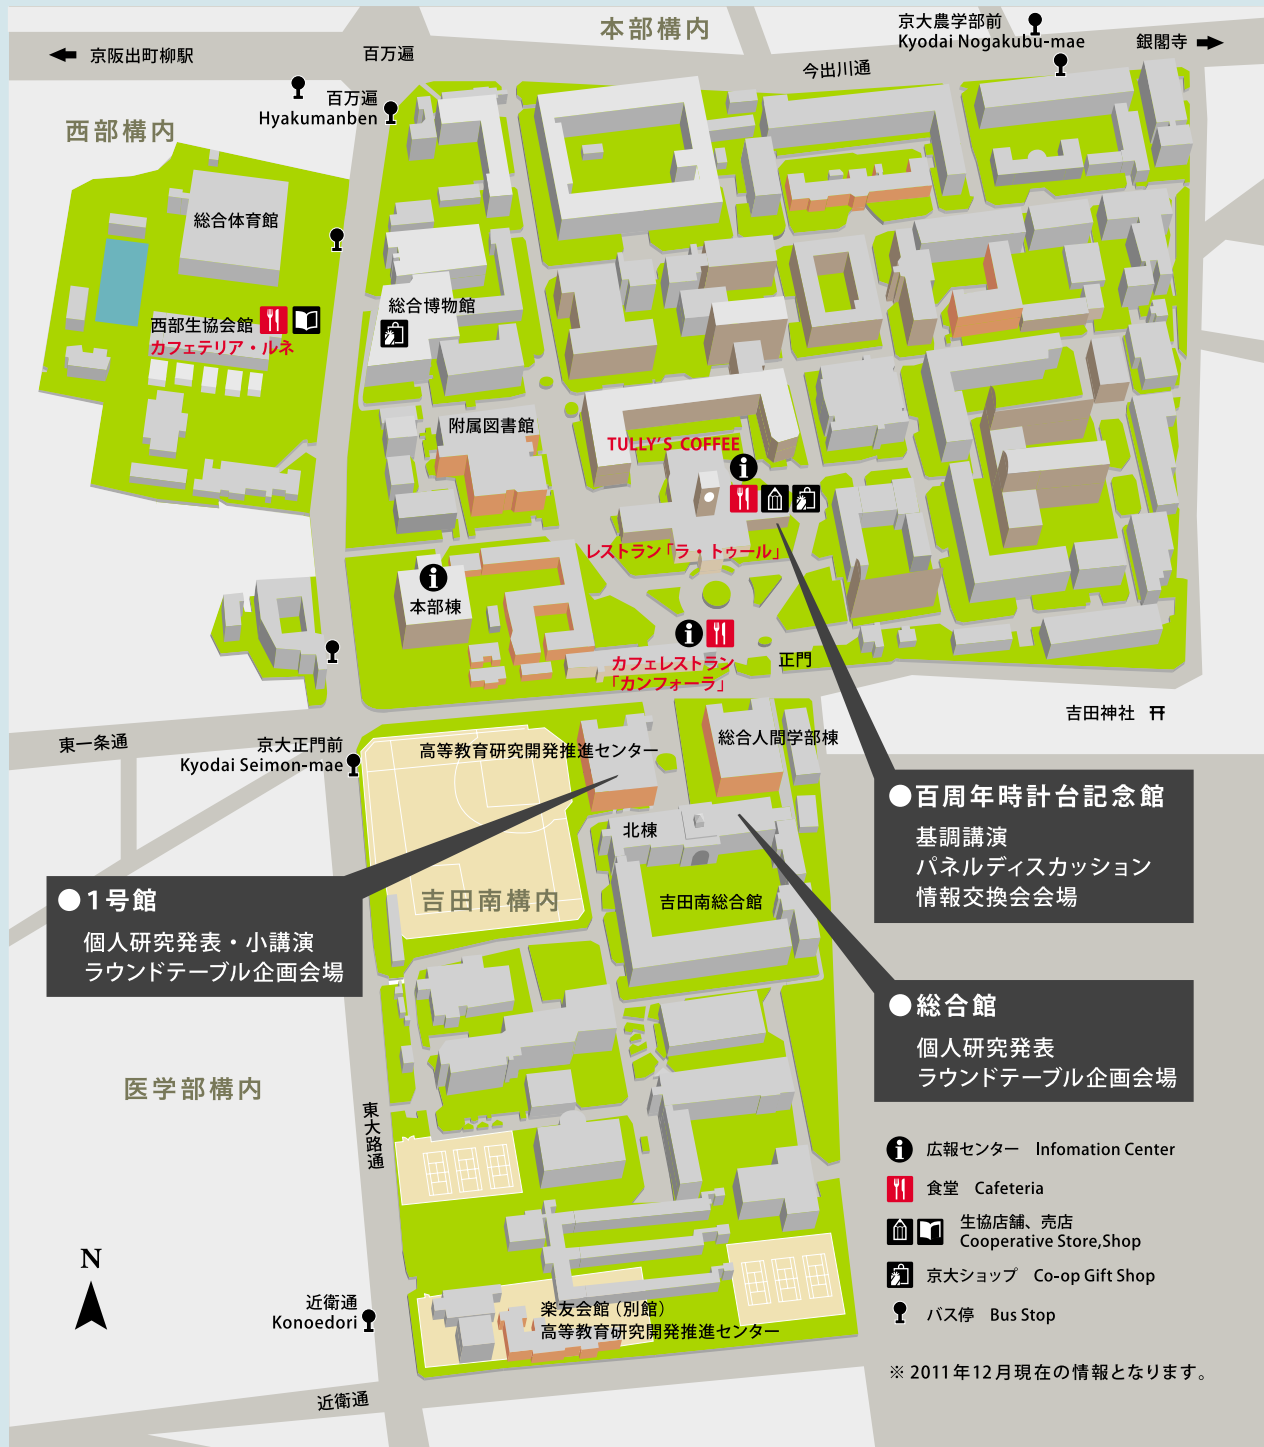 本部構内
京大農学部前
Kyodai Nogakubu-mae
銀閣寺
京阪出町柳駅
百万遍
今出川通
百万遍
Hyakumanben
西部構内
総合体育館
総合博物館
西部生協会館
カフェテリア・ルネ
附属図書館
TULLY'S COFFEE
レストラン「ラ・トゥール」
本部棟
カフェレストラン
「カンフォーラ」
正門
吉田神社
東一条通
京大正門前
Kyodai Seimon-mae
高等教育研究開発推進センター
総合人間学部棟
●百周年時計台記念館
基調講演
パネルディスカッション
情報交換会会場
北棟
●1号館
個人研究発表・小講演
ラウンドテーブル企画会場
吉田南構内
吉田南総合館
●総合館
個人研究発表
ラウンドテーブル企画会場
医学部構内
東大路通
広報センター Infomation Center
食堂 Cafeteria
生協店舗、売店
Cooperative Store,Shop
京大ショップ Co-op Gift Shop
バス停 Bus Stop
N
近衛通
Konoedori
楽友会館（別館）
高等教育研究開発推進センター
※ 2011年12月現在の情報となります。
近衛通